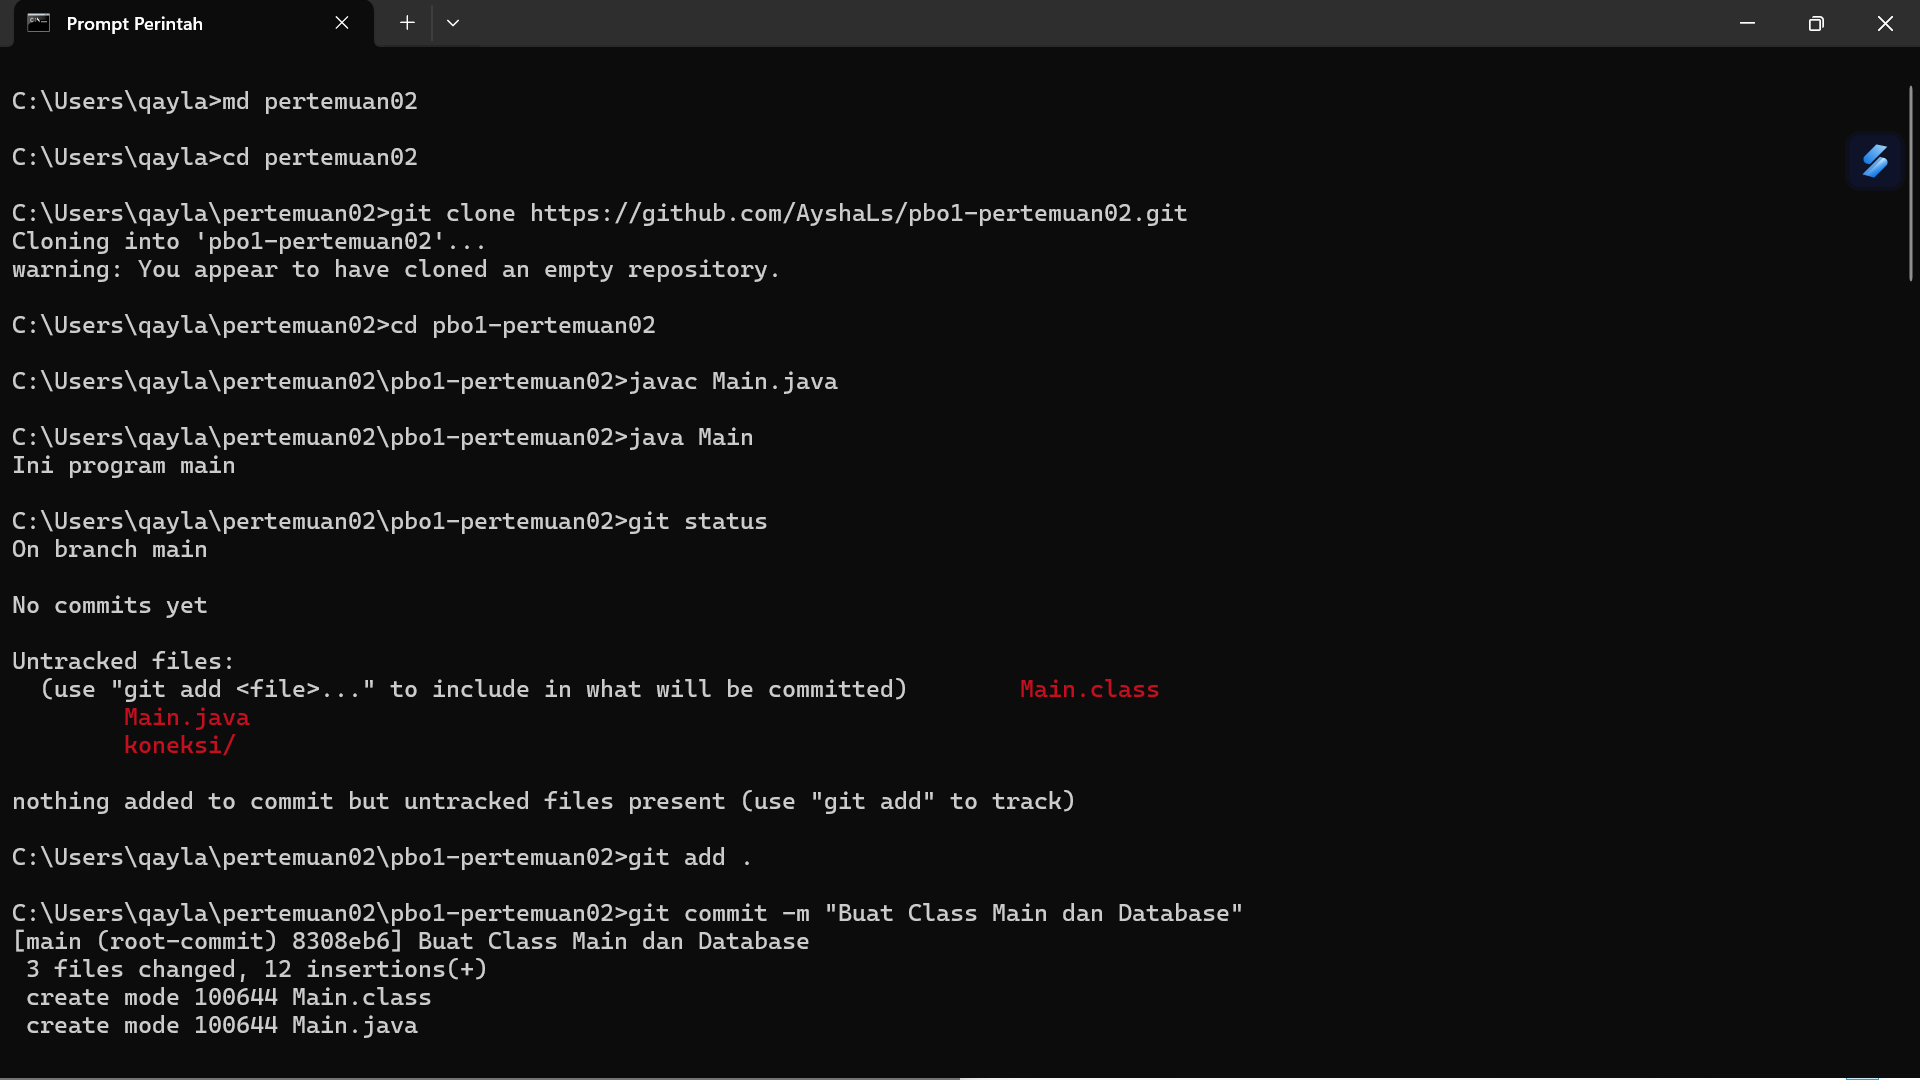 Prompt Perintah
C:\Users\qayla>md pertemuan02
C:\Users\qayla>cd pertemuan02
C:\Users\qayla\pertemuan02>git clone https://github.com/AyshaLs/pbo1-pertemuan02.git
Cloning into 'pbo1-pertemuan02'...
warning: You appear to have cloned an empty repository.
C:\Users\qayla\pertemuan02>cd pbo1-pertemuan02
C:\Users\qayla\pertemuan02\pbo1-pertemuan02>javac Main.java
C:\Users\qayla\pertemuan02\pbo1-pertemuan02>java Main
Ini program main
C:\Users\qayla\pertemuan02\pbo1-pertemuan02>git status
On branch main
No commits yet
Untracked files:
  (use "git add <file>..." to include in what will be committed)        Main.class
        Main.java
        koneksi/
nothing added to commit but untracked files present (use "git add" to track)
C:\Users\qayla\pertemuan02\pbo1-pertemuan02>git add .
C:\Users\qayla\pertemuan02\pbo1-pertemuan02>git commit -m "Buat Class Main dan Database"
[main (root-commit) 8308eb6] Buat Class Main dan Database
 3 files changed, 12 insertions(+)
 create mode 100644 Main.class
 create mode 100644 Main.java